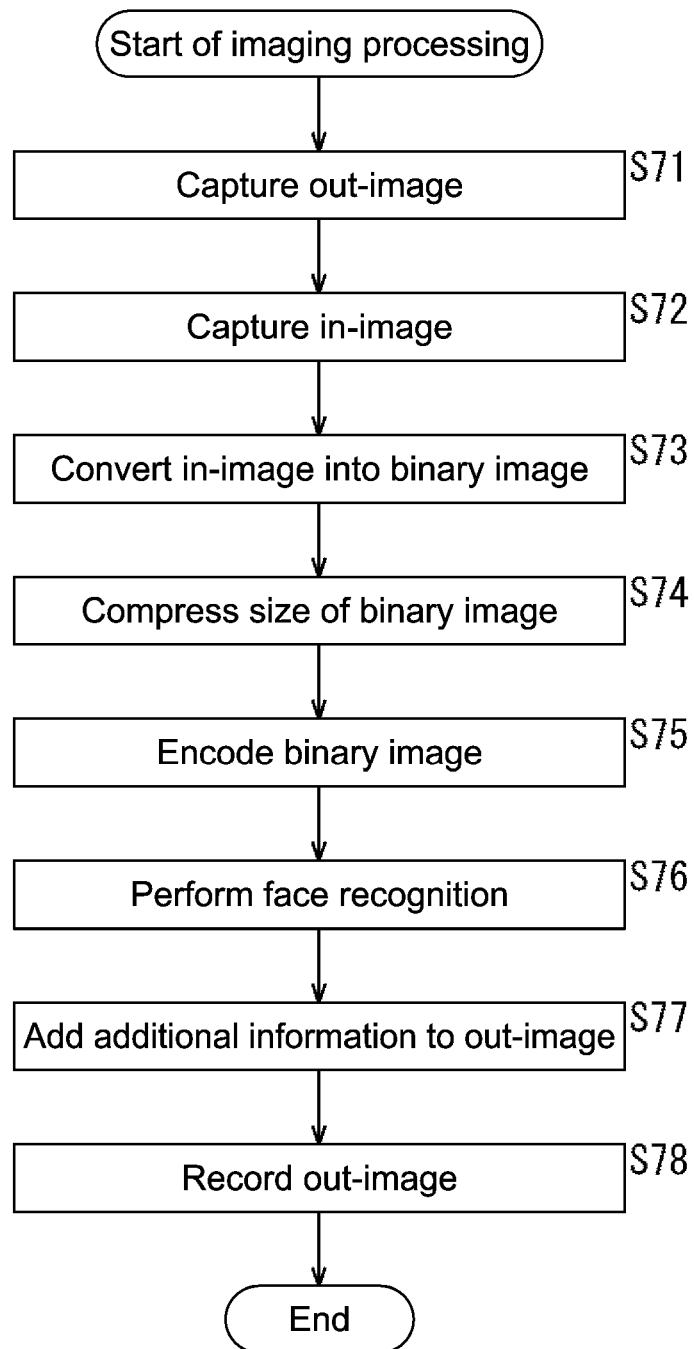 Start of imaging processing
S71
Capture out-image
S72
Capture in-image
S73
Convert in-image into binary image
S74
Compress size of binary image
S75
Encode binary image
S76
Perform face recognition
S77
Add additional information to out-image
S78
Record out-image
End